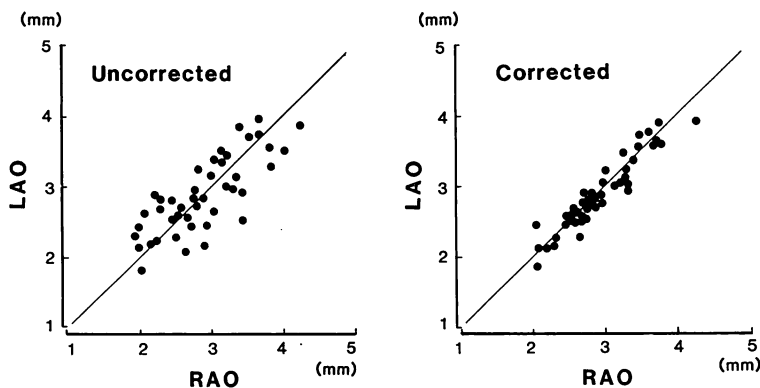 (mm)
5
Uncorrected
4
LAO
3
2
1
1 2 3 4 5
(mm)
RAO
(mm)
5
Corrected
4
LAO
3
2
1
1 2 3 4 5
(mm)
RAO